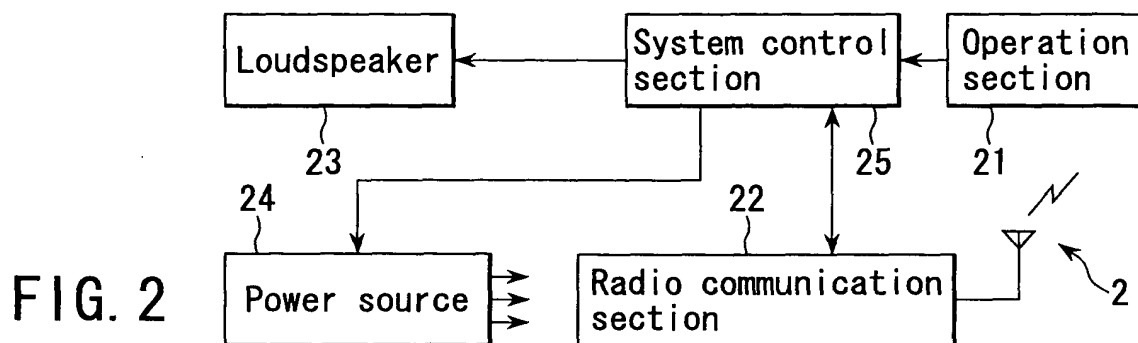 Loudspeaker
System control
section
Operation
section
23
25
21
24
22
Power source
Radio communication
section
2
FIG. 2